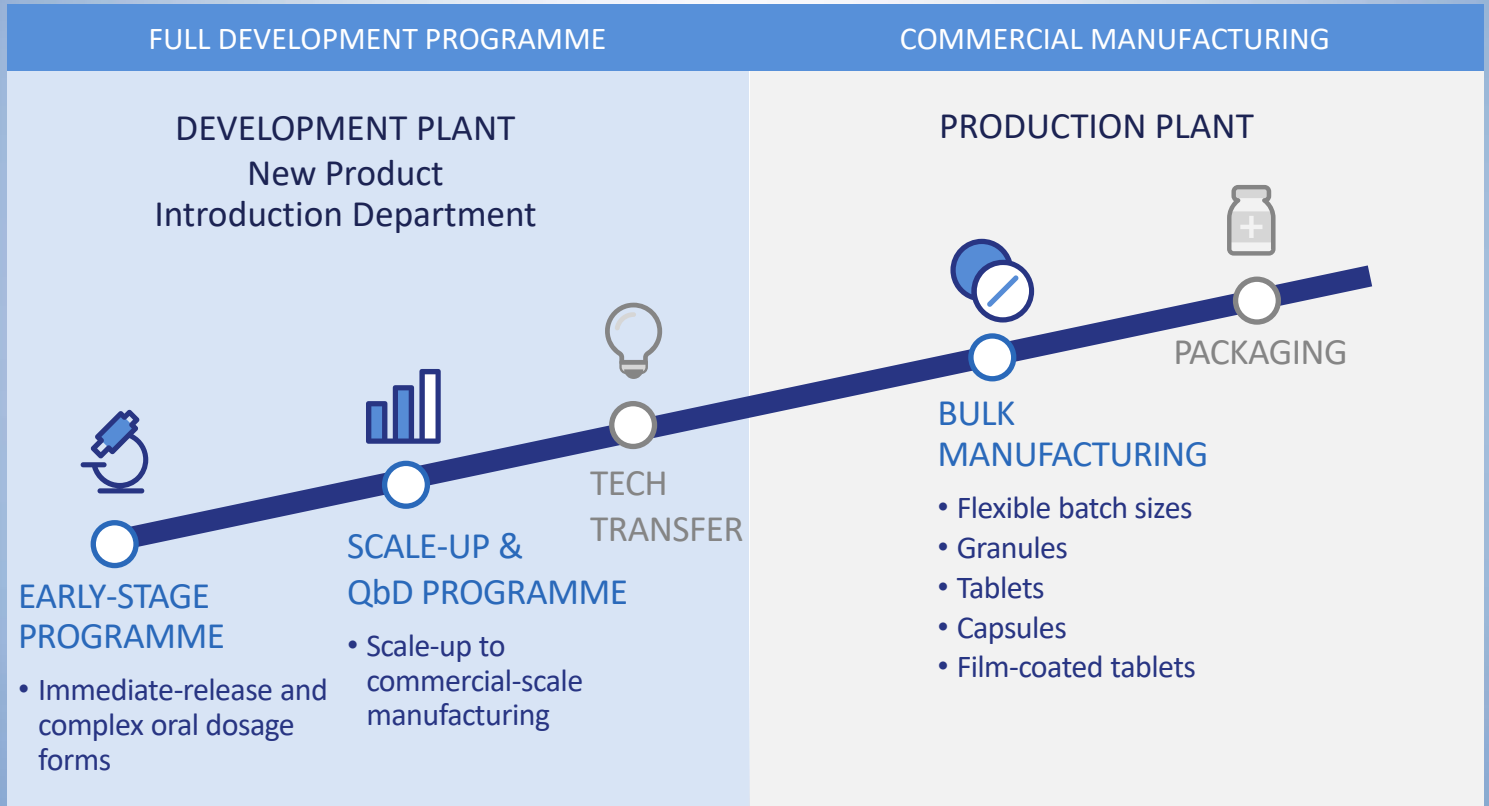 FULL DEVELOPMENT PROGRAMME
COMMERCIAL MANUFACTURING
DEVELOPMENT PLANT
New Product
Introduction Department
PRODUCTION PLANT
EARLY-STAGE
PROGRAMME
• Immediate-release and
complex oral dosage
forms
SCALE-UP &
QbD PROGRAMME
• Scale-up to
commercial-scale
manufacturing
TECH
TRANSFER
BULK
MANUFACTURING
• Flexible batch sizes
• Granules
• Tablets
• Capsules
• Film-coated tablets
PACKAGING